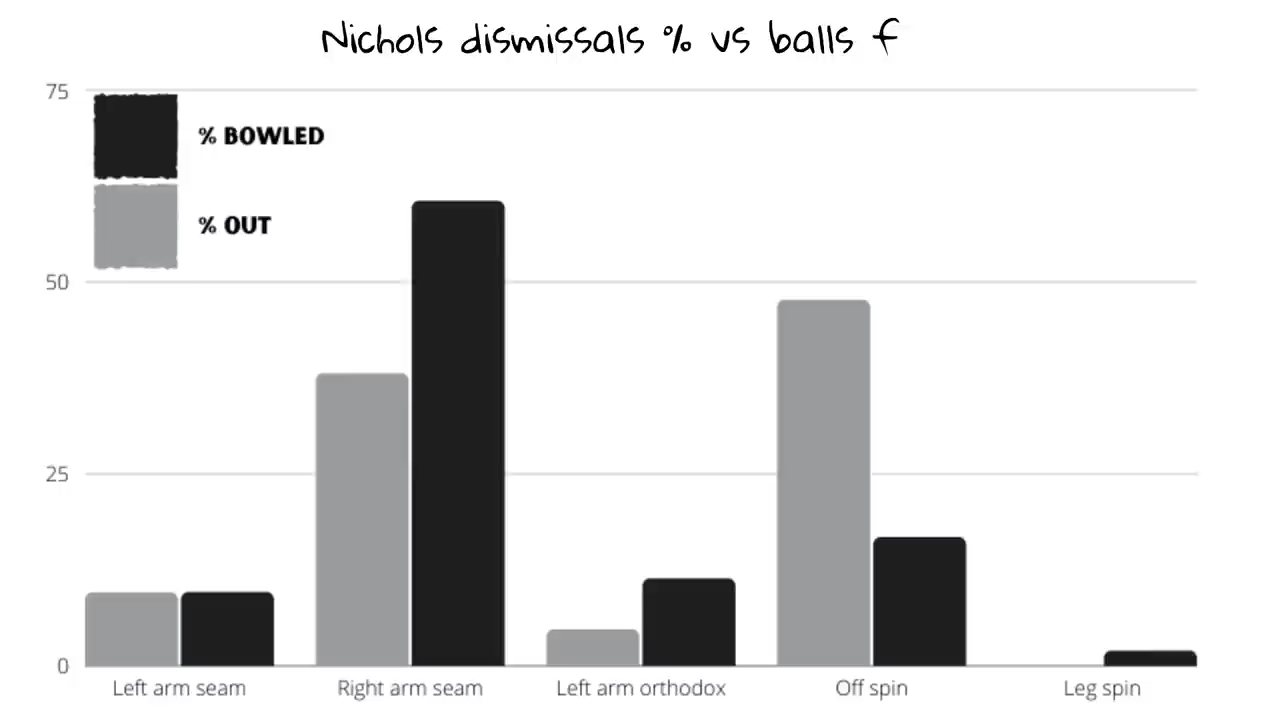 Nichols dismissals % vs balls f
75
% BOWLED
% OUT
50
25
0
Left arm seam Right arm seam Left arm orthodox Off spin Leg spin